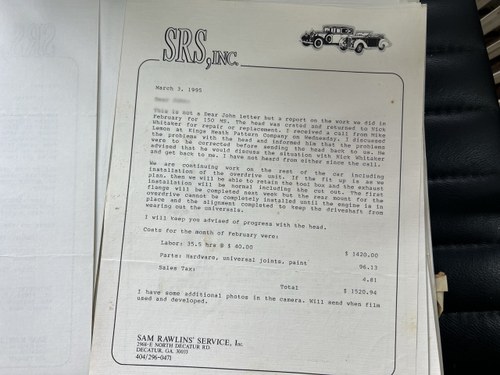 SRS, INC.
March 3, 1995
This is not a Dear John letter but a report on the work we did in
February for 150 MD. The head was crated and returned to Rich
Whitaker for repair or replacement. I received a call from Mike
Lemon at Kings Heath Pattern Company on Wednesday. I discussed
the problems with the head and informed him that the problems
were to be corrected before sending the head back to me. He
advised that he would discuss the situation with Rich Whitaker
and get back to me. I have not heard from either since the call.
We are continuing work on the rest of the car including
installation of the overdrive unit. If the fit up is as we
plan, then we will be able to retain the tool box and the exhaust
installation will be normal including the cut out. The first
flange will be completed next week but the rear mount for the
overdrive cannot be completely installed until the engine is in
place and the alignment completed to keep the driveshaft from
wearing out the universals.
I will keep you advised of progress with the head.
Costs for the month of February were:
Labor: 35.5 hrs @ $ 40.00 $ 1420.00
Parts: Hardware, universal joints, paint 96.13
Sales Tax: 4.81
Total $ 1520.94
I have some additional photos in the camera. Will send when film
used and developed.
SAM RAWLINS' SERVICE, Inc
2968-E NORTH DECATUR RD.
DECATUR, GA. 30033
404/296-0471